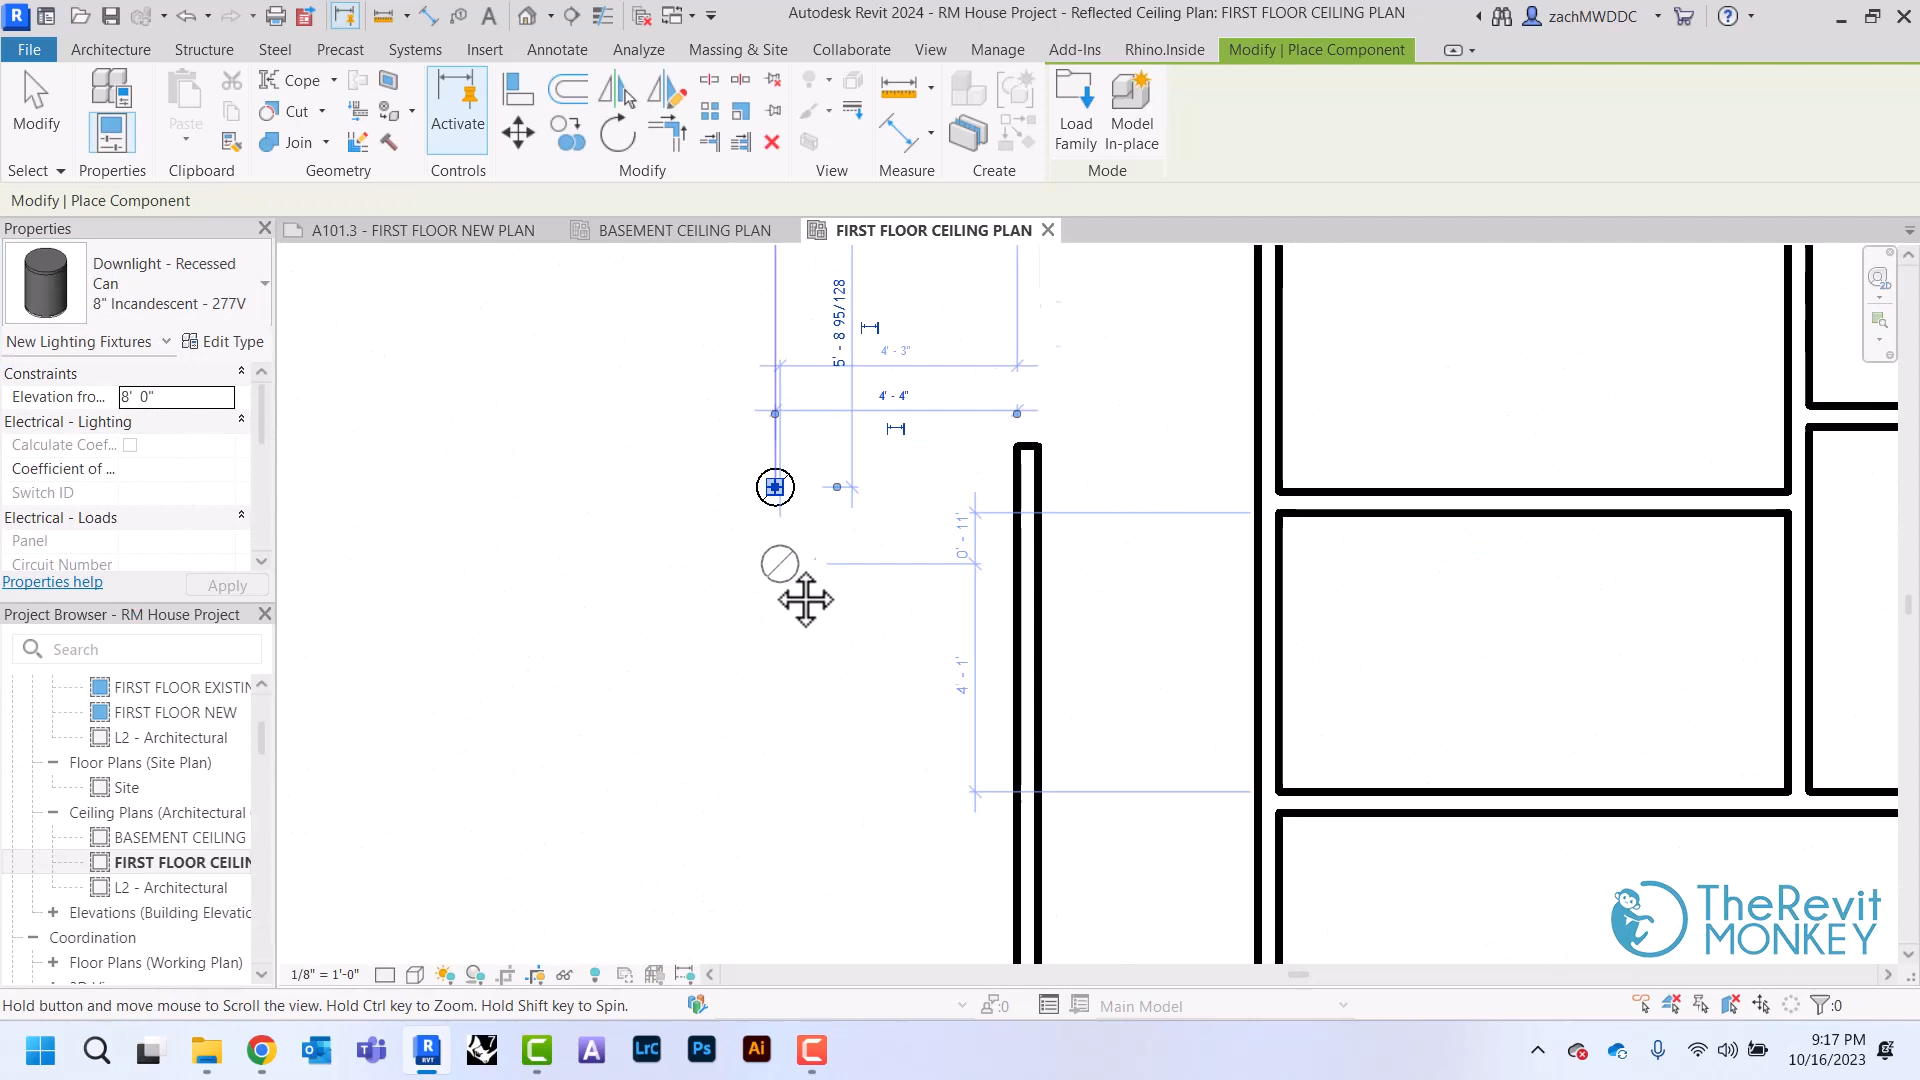 Autodesk Revit 2024 - RM House Project - Reflected Ceiling Plan: FIRST FLOOR CEILING PLAN
zachMWDDC
File
Architecture
Structure
Steel
Precast
Systems
Insert
Annotate
Analyze
Massing & Site
Collaborate
View
Manage
Add-Ins
Rhino.Inside
Modify | Place Component
Modify
Paste
Cope
Cut
Join
Activate
Load
Family
Model
In-place
Select
Properties
Clipboard
Geometry
Controls
Modify
View
Measure
Create
Mode
Modify | Place Component
Properties
A101.3 - FIRST FLOOR NEW PLAN
BASEMENT CEILING PLAN
FIRST FLOOR CEILING PLAN
Downlight - Recessed
Can
8" Incandescent - 277V
New Lighting Fixtures
Edit Type
Constraints
Elevation fro...
8' 0"
Electrical - Lighting
Calculate Coef...
Coefficient of ...
Switch ID
Electrical - Loads
Panel
Circuit Number
Properties help
Apply
Project Browser - RM House Project
Search
FIRST FLOOR EXISTIN
FIRST FLOOR NEW
L2 - Architectural
Floor Plans (Site Plan)
Site
Ceiling Plans (Architectural
BASEMENT CEILING
FIRST FLOOR CEILIN
L2 - Architectural
Elevations (Building Elevatio
Coordination
Floor Plans (Working Plan)
5' - 8 95/128
4' - 3"
4' - 4"
0' - 11'
4' - 1'
2D
TheRevit
MONKEY
1/8" = 1'-0"
Hold button and move mouse to Scroll the view. Hold Ctrl key to Zoom. Hold Shift key to Spin.
:0
Main Model
:0
R
RVT
7
C
A
LrC
Ps
Ai
C
9:17 PM
10/16/2023